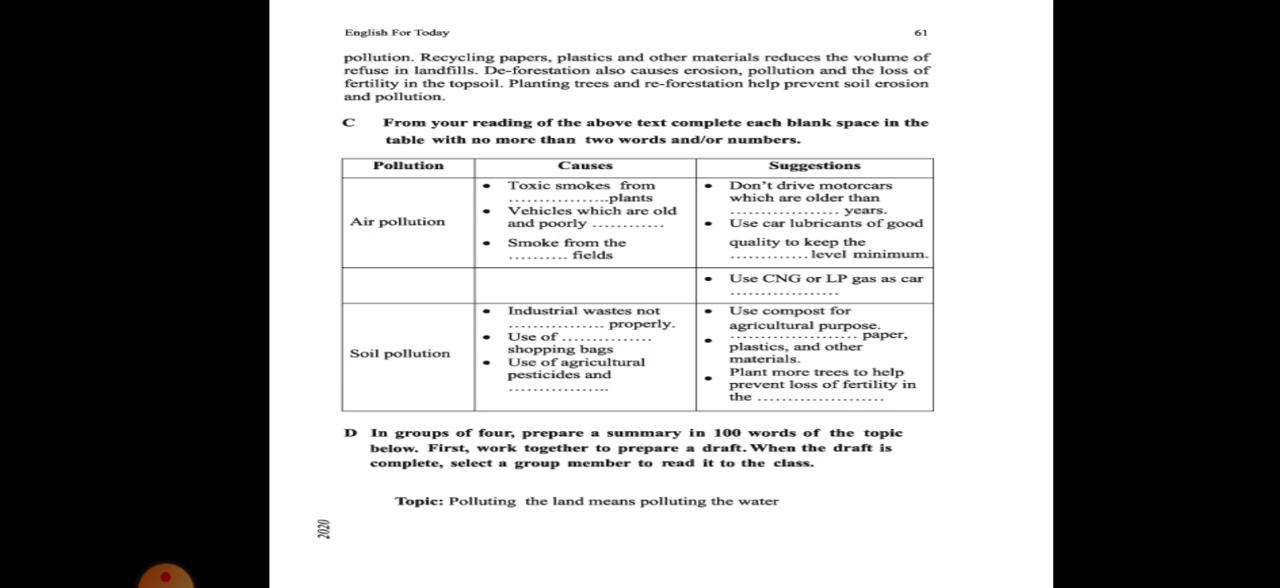 English For Today 61
pollution. Recycling papers, plastics and other materials reduces the volume of
refuse in landfills. De-forestation also causes erosion, pollution and the loss of
fertility in the topsoil. Planting trees and re-forestation help prevent soil erosion
and pollution.
C From your reading of the above text complete each blank space in the
table with no more than two words and/or numbers.
Pollution Causes Suggestions
Air pollution
• Toxic smokes from
.................plants
• Vehicles which are old
and poorly ............
• Smoke from the
.......... fields
• Don't drive motorcars
which are older than
.................. years.
• Use car lubricants of good
quality to keep the
.............level minimum.
• Use CNG or LP gas as car
...................
Soil pollution
• Industrial wastes not
................ properly.
• Use of ................
shopping bags
• Use of agricultural
pesticides and
.................
• Use compost for
agricultural purpose.
• ..................... paper,
plastics, and other
materials.
• Plant more trees to help
prevent loss of fertility in
the ......................
D In groups of four, prepare a summary in 100 words of the topic
below. First, work together to prepare a draft. When the draft is
complete, select a group member to read it to the class.
Topic: Polluting the land means polluting the water
2020